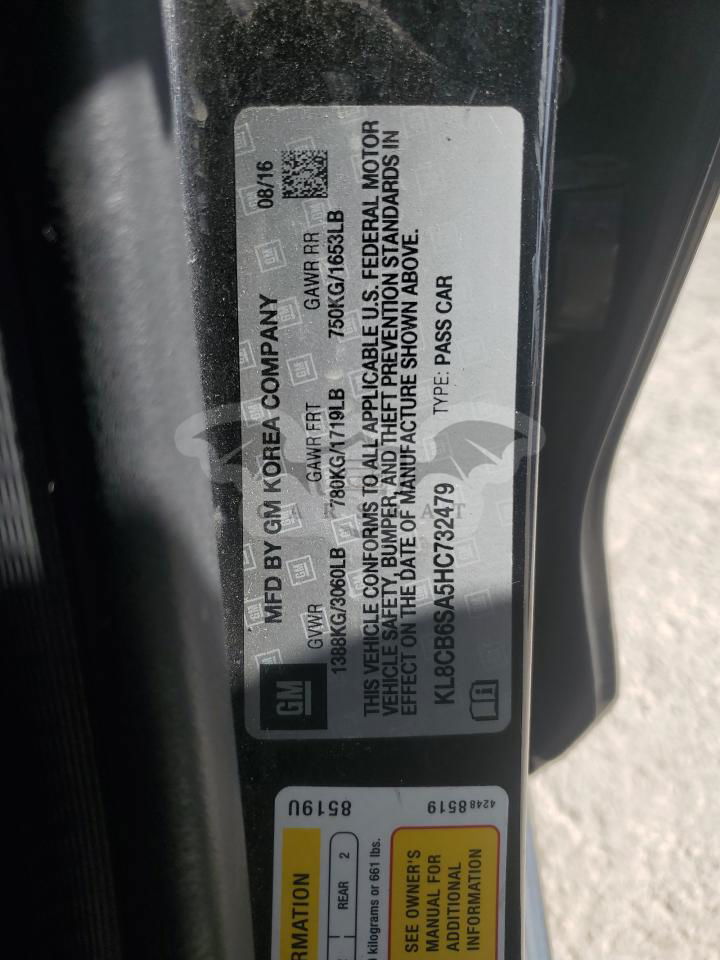 MFD BY GM KOREA COMPANY 08/16
GVWR GAWR FRT GAWR RR
1388KG/3060LB 780KG/1719LB 750KG/1653LB
THIS VEHICLE CONFORMS TO ALL APPLICABLE U.S. FEDERAL MOTOR
VEHICLE SAFETY, BUMPER, AND THEFT PREVENTION STANDARDS IN
EFFECT ON THE DATE OF MANUFACTURE SHOWN ABOVE.
KL8CB6SA5HC732479 TYPE: PASS CAR
GM
8519U
4248 8519
RMATION
REAR 2
kilograms or 661 lbs.
SEE OWNER'S
MANUAL FOR
ADDITIONAL
INFORMATION